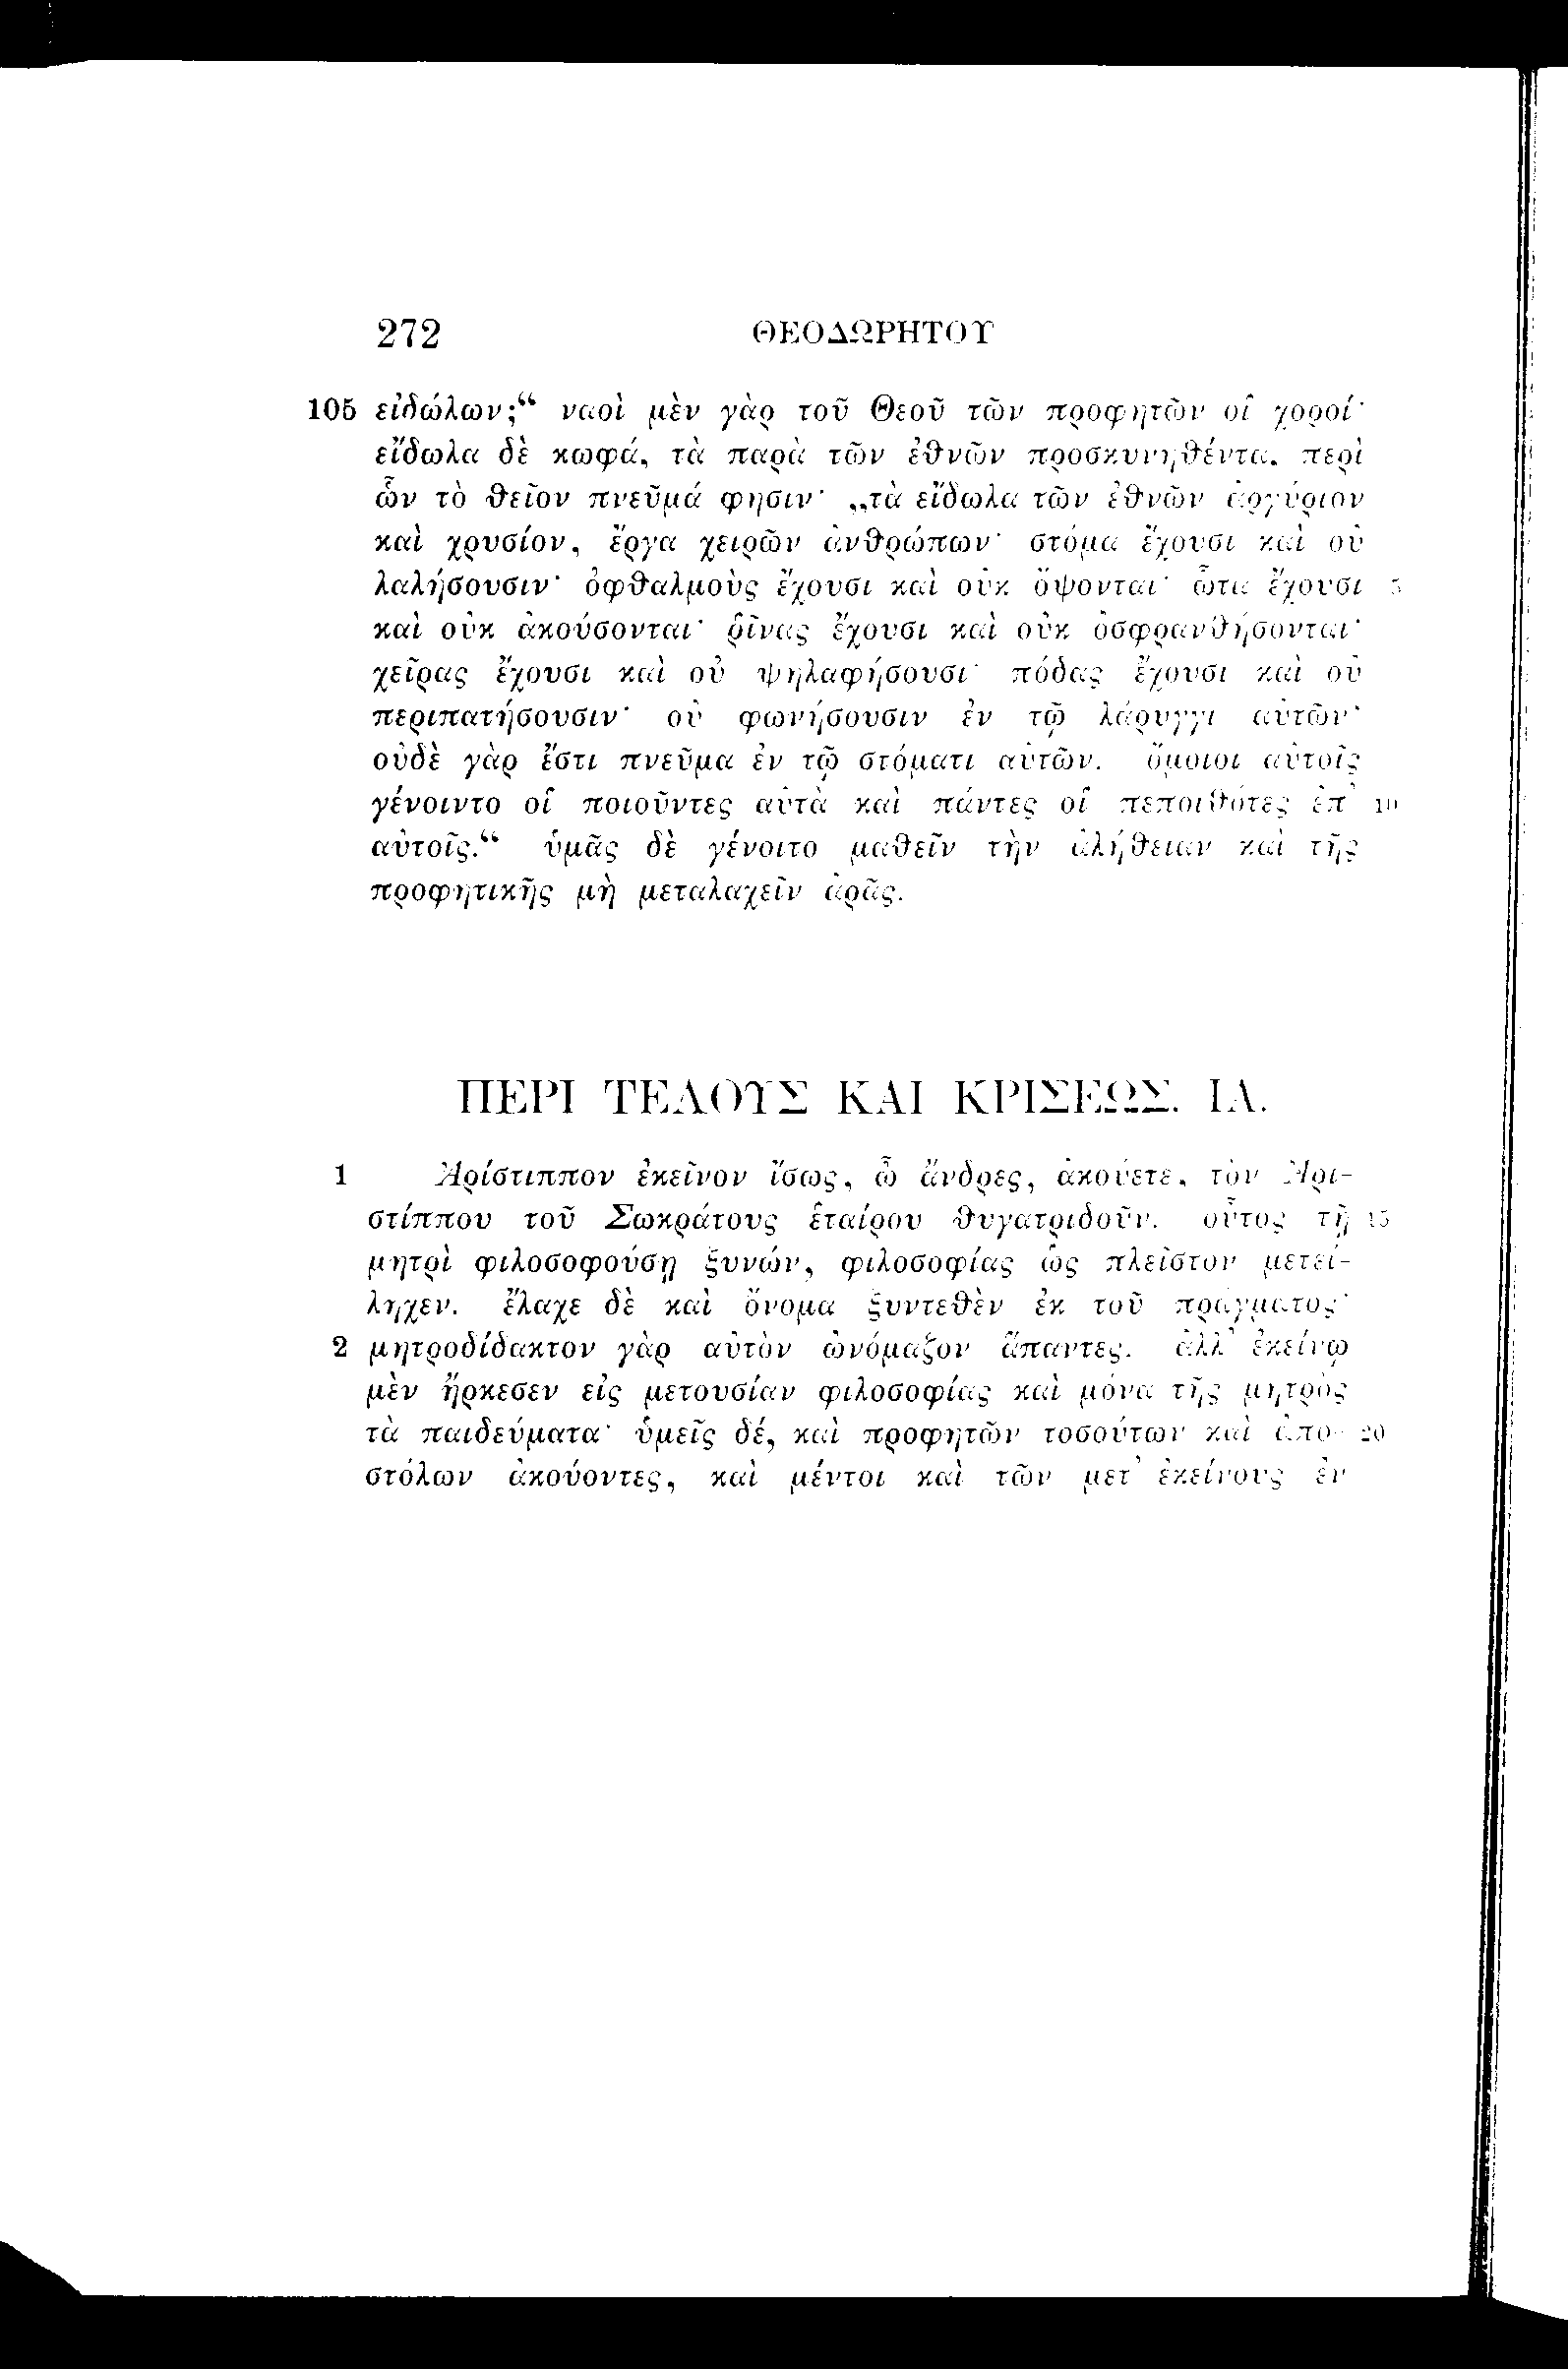 272 ΘΕΟΔΩΡΗΤΟΥ
105 εἰδώλων;“ ναοὶ μὲν γὰρ τοῦ Θεοῦ τῶν προφητῶν οἱ χοροί·
εἴδωλα δὲ κωφά, τὰ παρὰ τῶν ἐθνῶν προσκυνηθέντα, περὶ
ὧν τὸ θεῖον πνεῦμά φησιν· „τὰ εἴδωλα τῶν ἐθνῶν ἀργύριον
καὶ χρυσίον, ἔργα χειρῶν ἀνθρώπων· στόμα ἔχουσι καὶ οὐ
λαλήσουσιν· ὀφθαλμοὺς ἔχουσι καὶ οὐκ ὄψονται· ὦτα ἔχουσι 5
καὶ οὐκ ἀκούσονται· ῥῖνας ἔχουσι καὶ οὐκ ὀσφρανθήσονται·
χεῖρας ἔχουσι καὶ οὐ ψηλαφήσουσι· πόδας ἔχουσι καὶ οὐ
περιπατήσουσιν· οὐ φωνήσουσιν ἐν τῷ λάρυγγι αὐτῶν·
οὐδὲ γὰρ ἔστι πνεῦμα ἐν τῷ στόματι αὐτῶν. ὅμοιοι αὐτοῖς
γένοιντο οἱ ποιοῦντες αὐτὰ καὶ πάντες οἱ πεποιθότες ἐπ᾽ 10
αὐτοῖς.“ ὑμᾶς δὲ γένοιτο μαθεῖν τὴν ἀλήθειαν καὶ τῆς
προφητικῆς μὴ μεταλαχεῖν ἀρᾶς.
ΠΕΡΙ ΤΕΛΟΥΣ ΚΑΙ ΚΡΙΣΕΩΣ. ΙΑ.
1 Ἀρίστιππον ἐκεῖνον ἴσως, ὦ ἄνδρες, ἀκούετε, τὸν Ἀρι-
στίππου τοῦ Σωκράτους ἑταίρου θυγατριδοῦν. οὗτος τῇ 15
μητρὶ φιλοσοφούσῃ ξυνών, φιλοσοφίας ὡς πλεῖστον μετεί-
ληχεν. ἔλαχε δὲ καὶ ὄνομα ξυντεθὲν ἐκ τοῦ πράγματος·
2 μητροδίδακτον γὰρ αὐτὸν ὠνόμαζον ἅπαντες. ἀλλ᾽ ἐκείνῳ
μὲν ἤρκεσεν εἰς μετουσίαν φιλοσοφίας καὶ μόνα τῆς μητρὸς
τὰ παιδεύματα· ὑμεῖς δέ, καὶ προφητῶν τοσούτων καὶ ἀπο- 20
στόλων ἀκούοντες, καὶ μέντοι καὶ τῶν μετ᾽ ἐκείνους ἐν